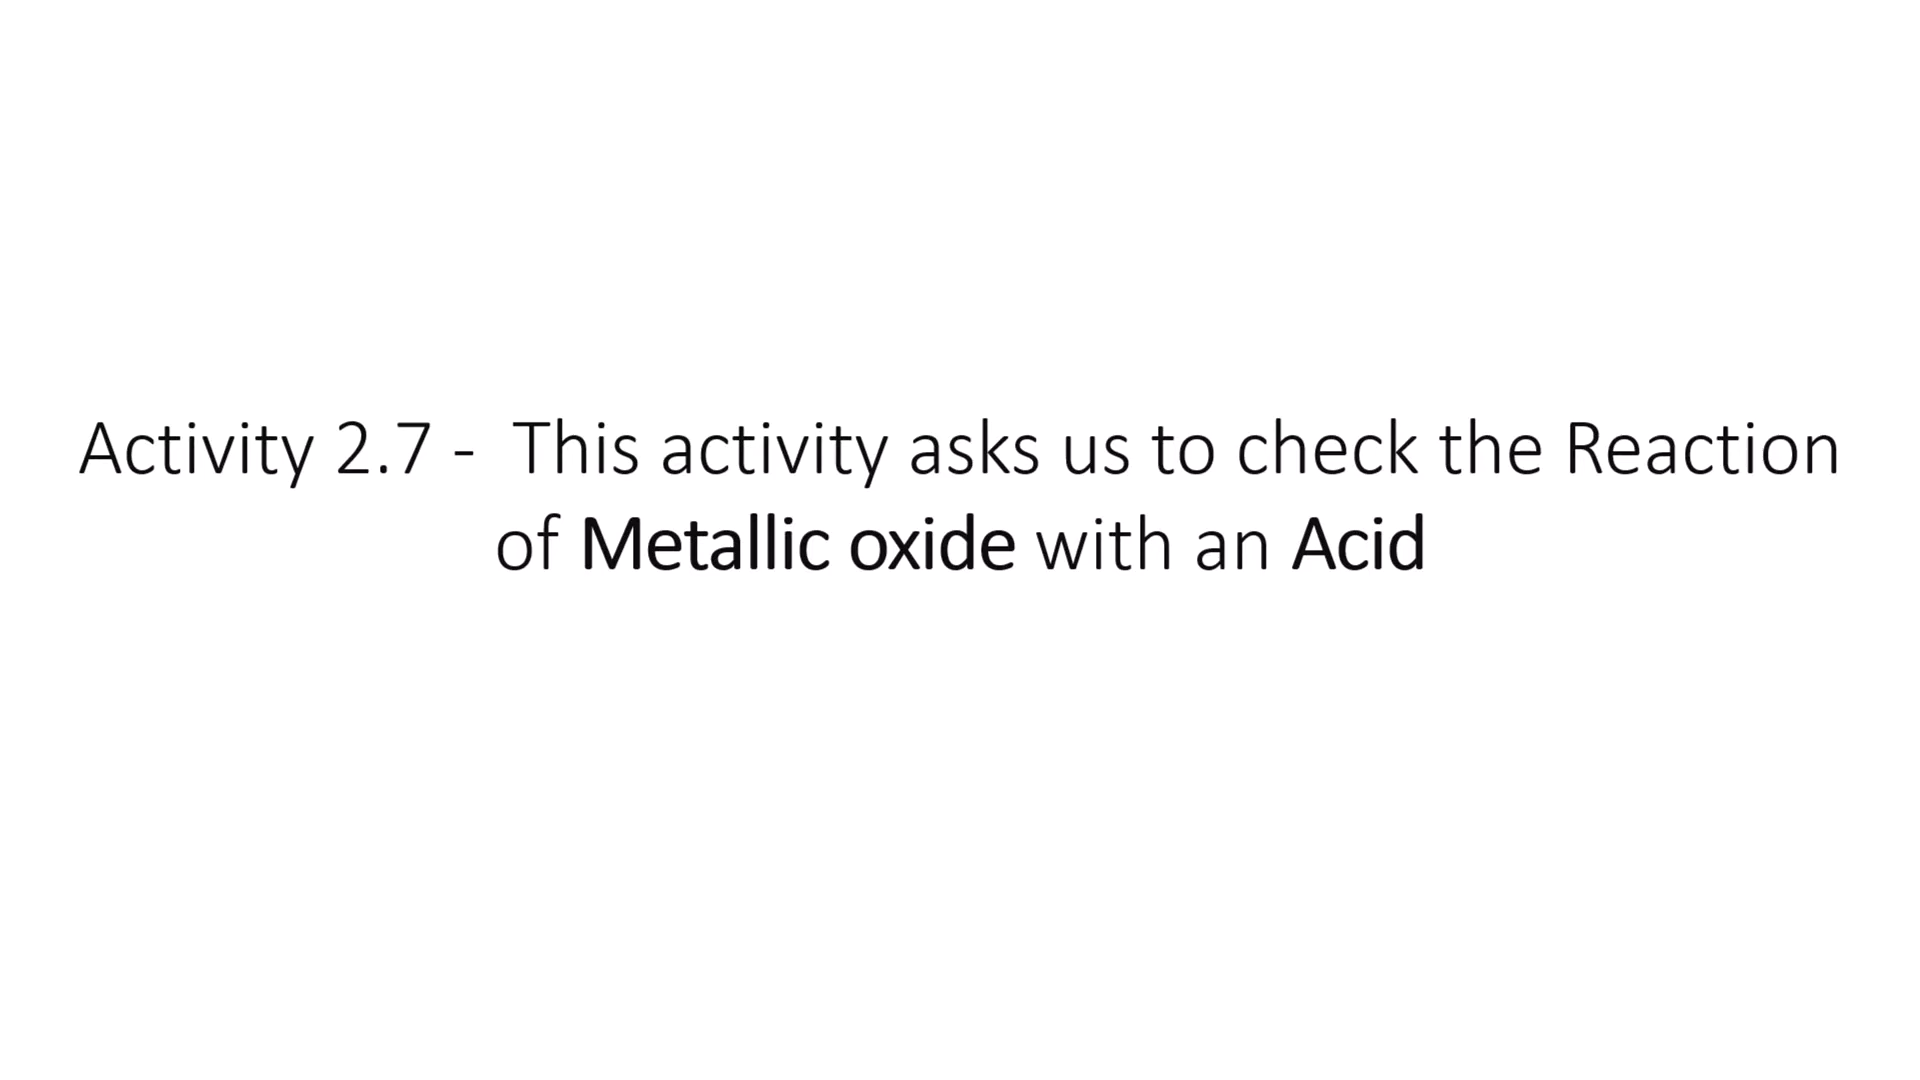 Activity 2.7 -  This activity asks us to check the Reaction
of Metallic oxide with an Acid